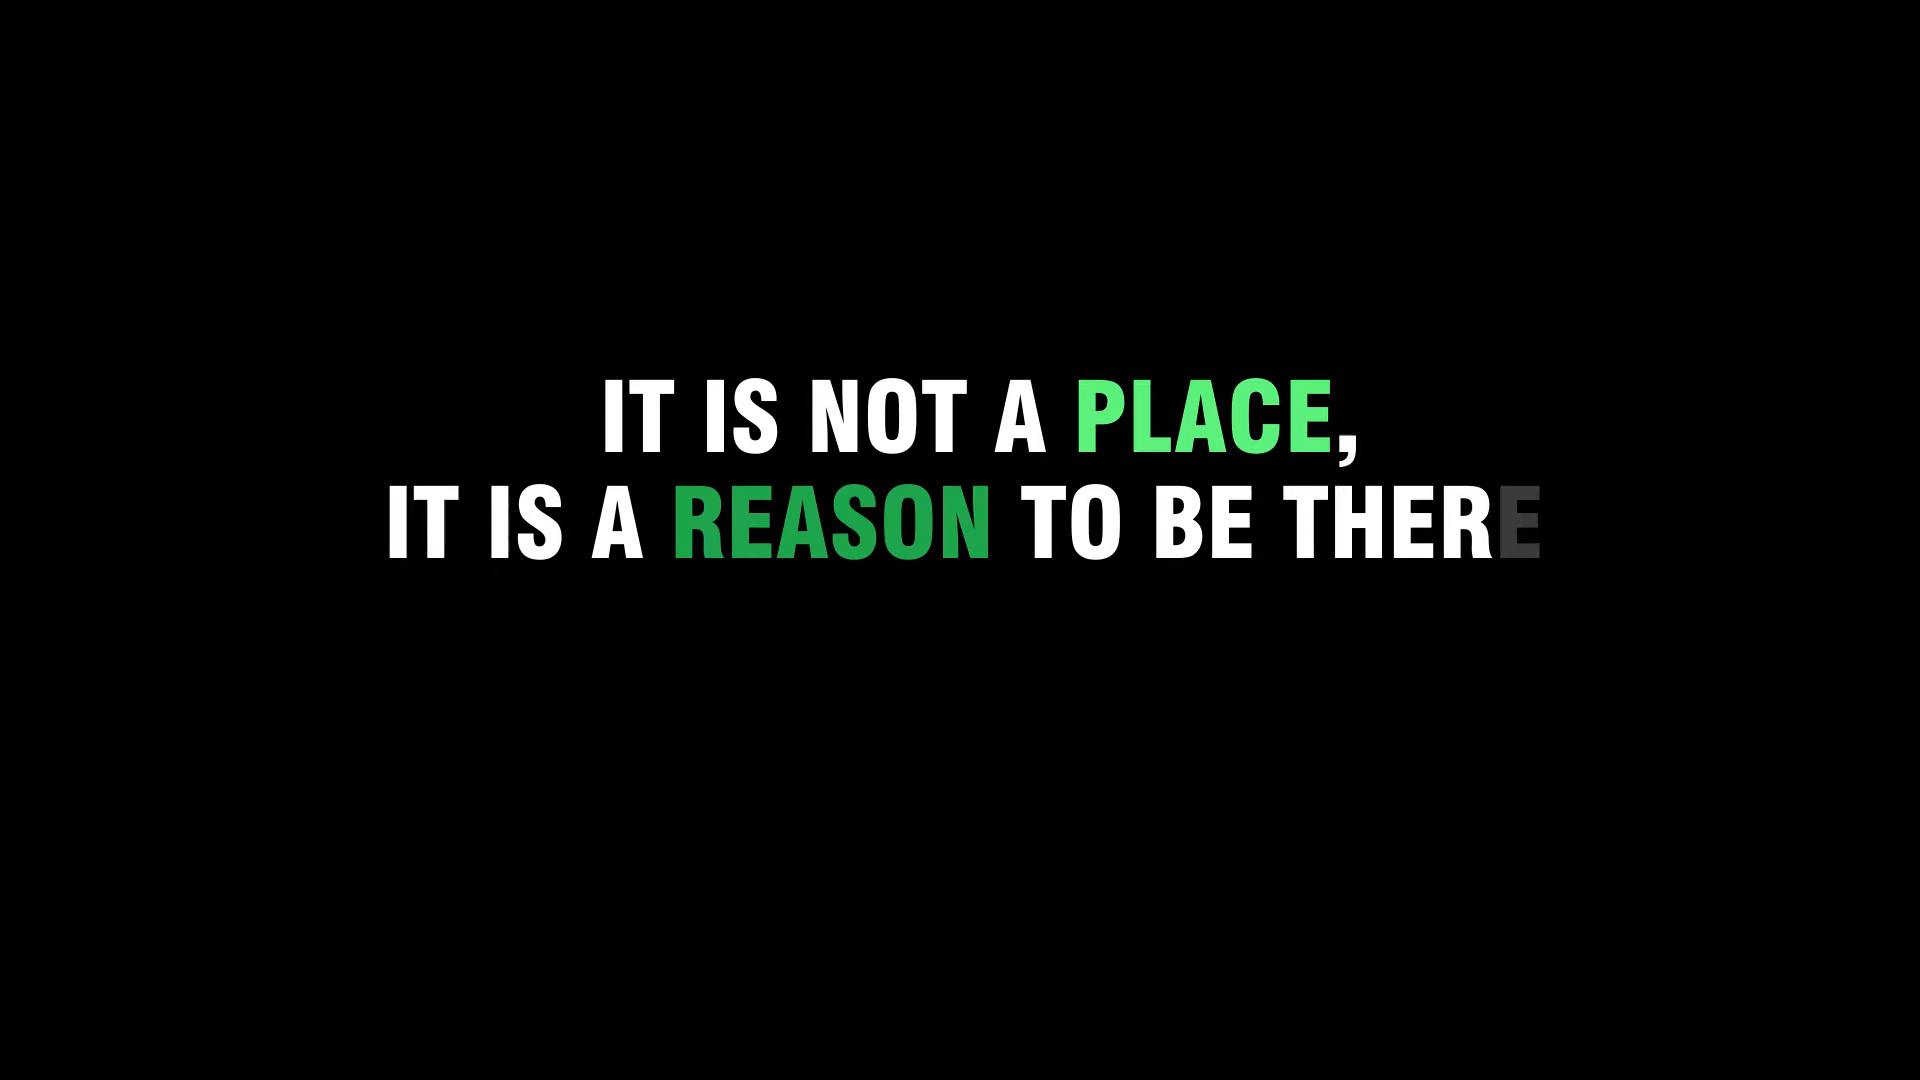 IT IS NOT A PLACE,
IT IS A REASON TO BE THERE